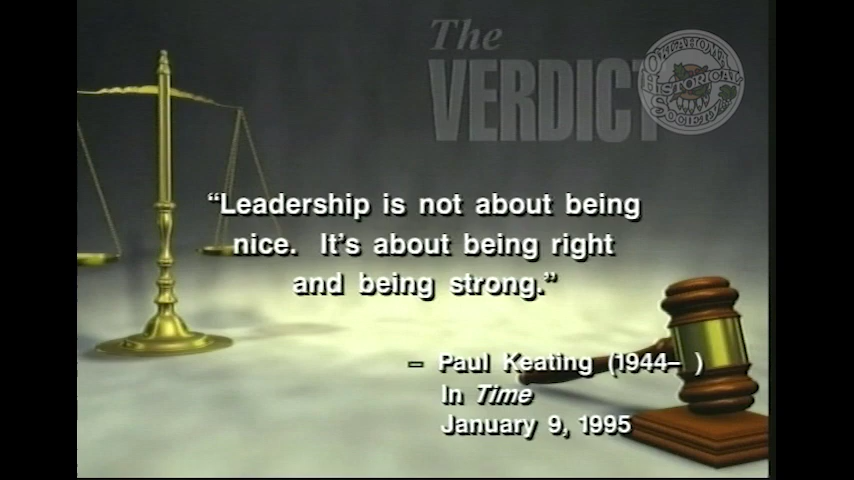 The
VERDICT
OKLAHOMA
HISTORICAL
SOCIETY
“Leadership is not about being
nice. It's about being right
and being strong.”
– Paul Keating (1944– )
In Time
January 9, 1995